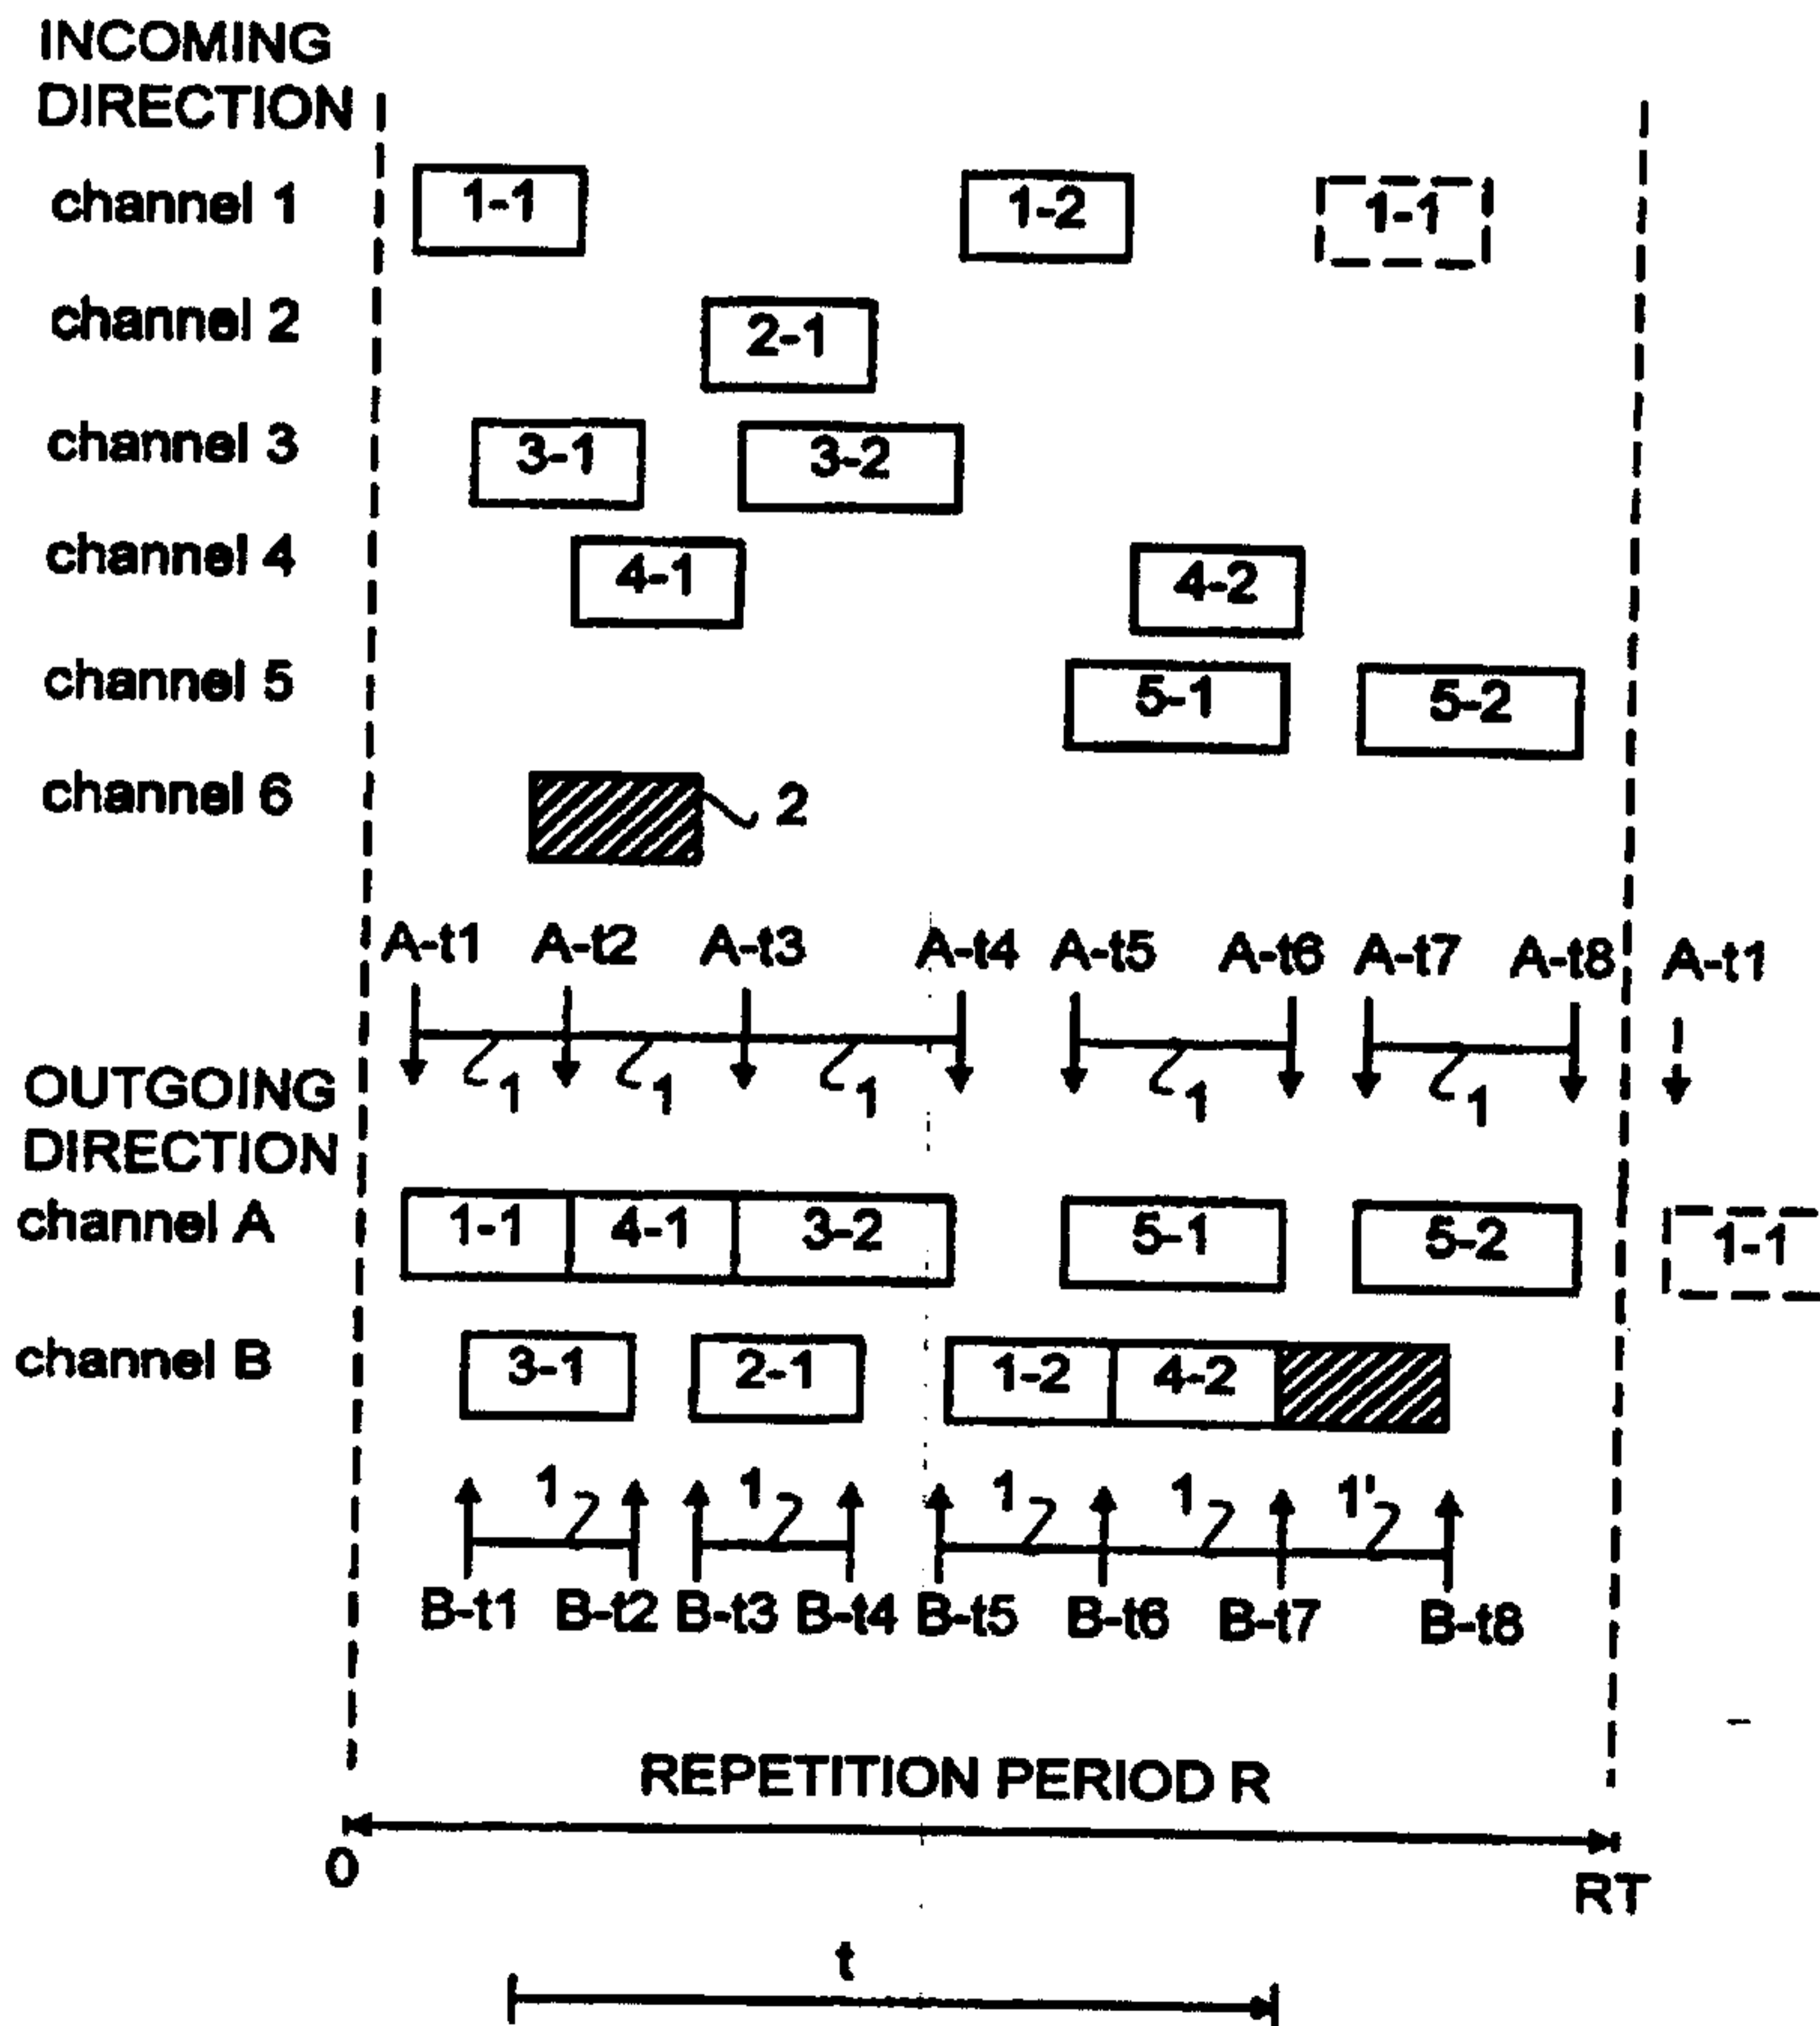 INCOMING
DIRECTION
channel 1 1-1 1-2 1-1
channel 2 2-1
channel 3 3-1 3-2
channel 4 4-1 4-2
channel 5 5-1 5-2
channel 6 2
A-t1 A-t2 A-t3 A-t4 A-t5 A-t6 A-t7 A-t8 A-t1
1 1 1 1 1
OUTGOING
DIRECTION
channel A 1-1 4-1 3-2 5-1 5-2 1-1
channel B 3-1 2-1 1-2 4-2
1 1 1 1 1'
B-t1 B-t2 B-t3 B-t4 B-t5 B-t6 B-t7 B-t8
REPETITION PERIOD R
0 RT
t